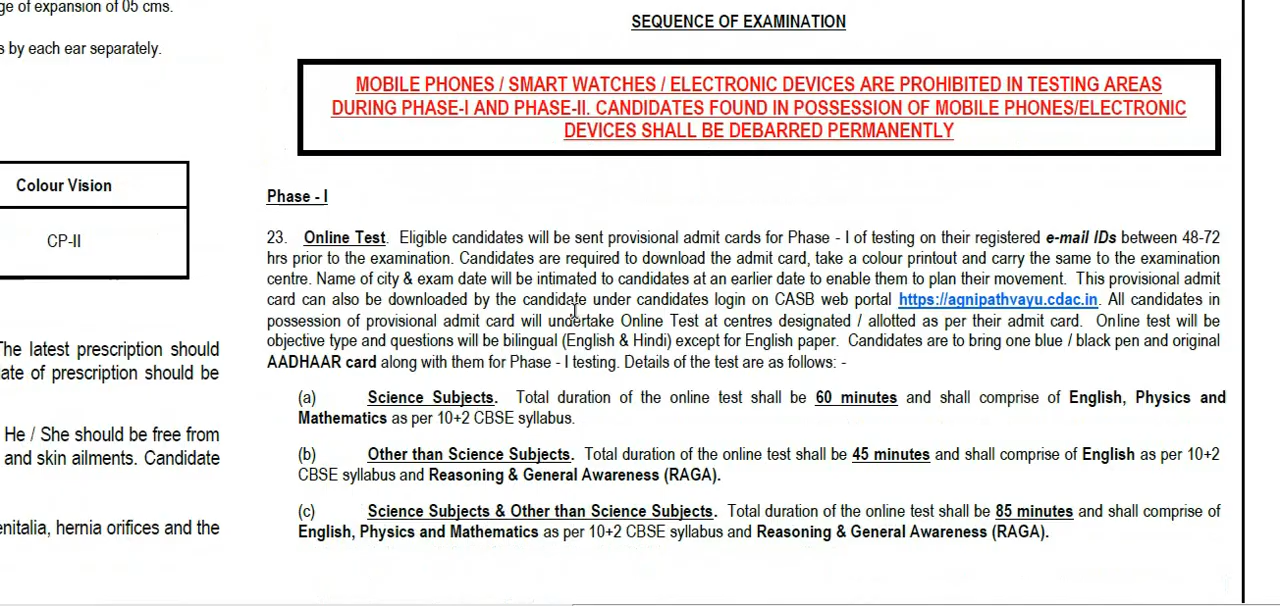 ge of expansion of 05 cms.
s by each ear separately.
Colour Vision
CP-II
The latest prescription should
ate of prescription should be
He / She should be free from
and skin ailments. Candidate
enitalia, hernia orifices and the
SEQUENCE OF EXAMINATION
MOBILE PHONES / SMART WATCHES / ELECTRONIC DEVICES ARE PROHIBITED IN TESTING AREAS
DURING PHASE-I AND PHASE-II. CANDIDATES FOUND IN POSSESSION OF MOBILE PHONES/ELECTRONIC
DEVICES SHALL BE DEBARRED PERMANENTLY
Phase - I
23. Online Test. Eligible candidates will be sent provisional admit cards for Phase - I of testing on their registered e-mail IDs between 48-72
hrs prior to the examination. Candidates are required to download the admit card, take a colour printout and carry the same to the examination
centre. Name of city & exam date will be intimated to candidates at an earlier date to enable them to plan their movement. This provisional admit
card can also be downloaded by the candidate under candidates login on CASB web portal https://agnipathvayu.cdac.in. All candidates in
possession of provisional admit card will undertake Online Test at centres designated / allotted as per their admit card. Online test will be
objective type and questions will be bilingual (English & Hindi) except for English paper. Candidates are to bring one blue / black pen and original
AADHAAR card along with them for Phase - I testing. Details of the test are as follows: -
(a) Science Subjects. Total duration of the online test shall be 60 minutes and shall comprise of English, Physics and
Mathematics as per 10+2 CBSE syllabus.
(b) Other than Science Subjects. Total duration of the online test shall be 45 minutes and shall comprise of English as per 10+2
CBSE syllabus and Reasoning & General Awareness (RAGA).
(c) Science Subjects & Other than Science Subjects. Total duration of the online test shall be 85 minutes and shall comprise of
English, Physics and Mathematics as per 10+2 CBSE syllabus and Reasoning & General Awareness (RAGA).